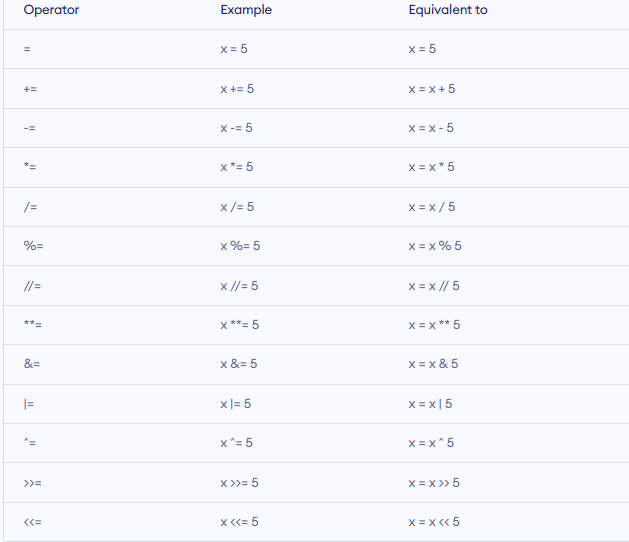 Operator Example Equivalent to
= x = 5 x = 5
+= x += 5 x = x + 5
-= x -= 5 x = x - 5
*= x *= 5 x = x * 5
/= x /= 5 x = x / 5
%= x %= 5 x = x % 5
//= x //= 5 x = x // 5
**= x **= 5 x = x ** 5
&= x &= 5 x = x & 5
|= x |= 5 x = x | 5
^= x ^= 5 x = x ^ 5
>>= x >>= 5 x = x >> 5
<<= x <<= 5 x = x << 5